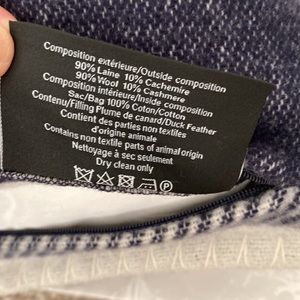 Composition extérieure/Outside composition
90% Laine 10% Cachemire
90% Wool 10% Cashmere
Composition intérieure/Inside composition
Sac/Bag 100% Coton/Cotton
Contenu/Filling Plume de canard/Duck Feather
Contient des parties non textiles
d'origine animale
Contains non textile parts of animal origin
Nettoyage à sec seulement
Dry clean only
P